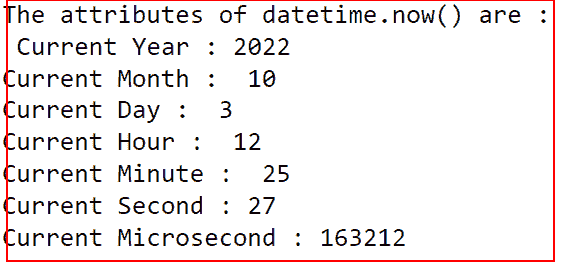 The attributes of datetime.now() are :
 Current Year : 2022
Current Month :  10
Current Day :  3
Current Hour :  12
Current Minute :  25
Current Second : 27
Current Microsecond : 163212